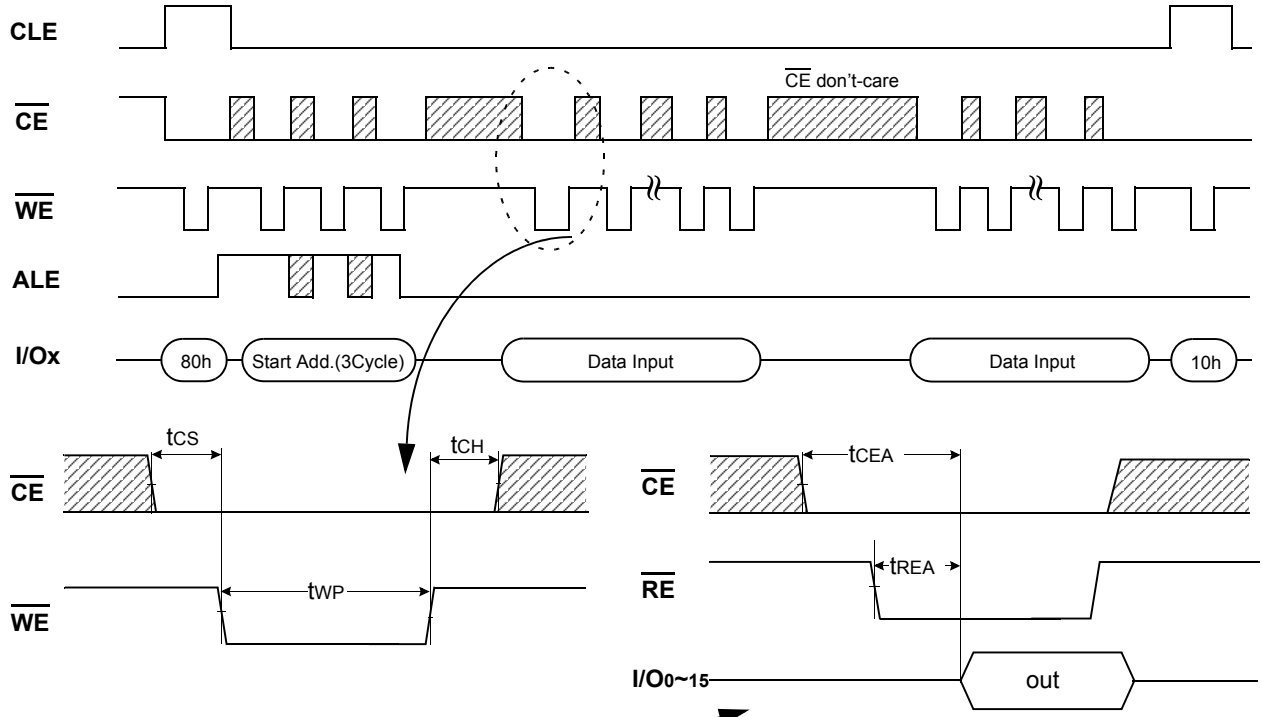 CLE
CE don't-care
CE
WE
ALE
I/Ox
80h
Start Add.(3Cycle)
Data Input
Data Input
10h
tCS
tCH
CE
tWP
WE
tCEA
CE
tREA
RE
I/O0~15
out